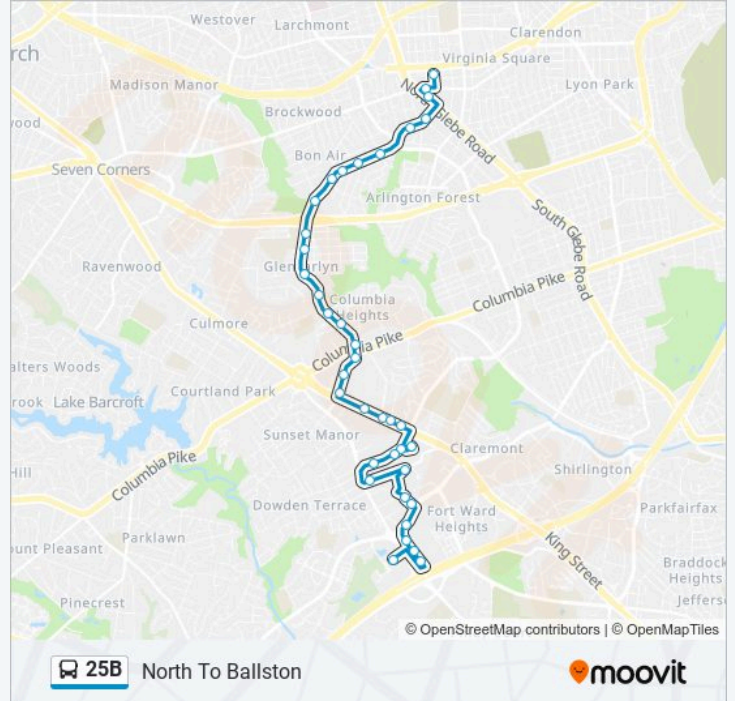 Westover
Larchmont
Clarendon
rch
Virginia Square
Madison Manor
Lyon Park
Brockwood
North Glebe Road
ood
Bon Air
Seven Corners
Arlington Forest
South Glebe Road
Ravenwood
Glencarlyn
Columbia
Heights
Columbia Pike
Culmore
Columbia Pike
alters Woods
rook
Lake Barcroft
Courtland Park
Sunset Manor
Claremont
Columbia Pike
Hill
Shirlington
Dowden Terrace
Fort Ward
Heights
Parkfairfax
King Street
Parklawn
ount Pleasant
Braddock
Heights
Pinecrest
Jefferso
© OpenStreetMap contributors | © OpenMapTiles
25B North To Ballston
moovit